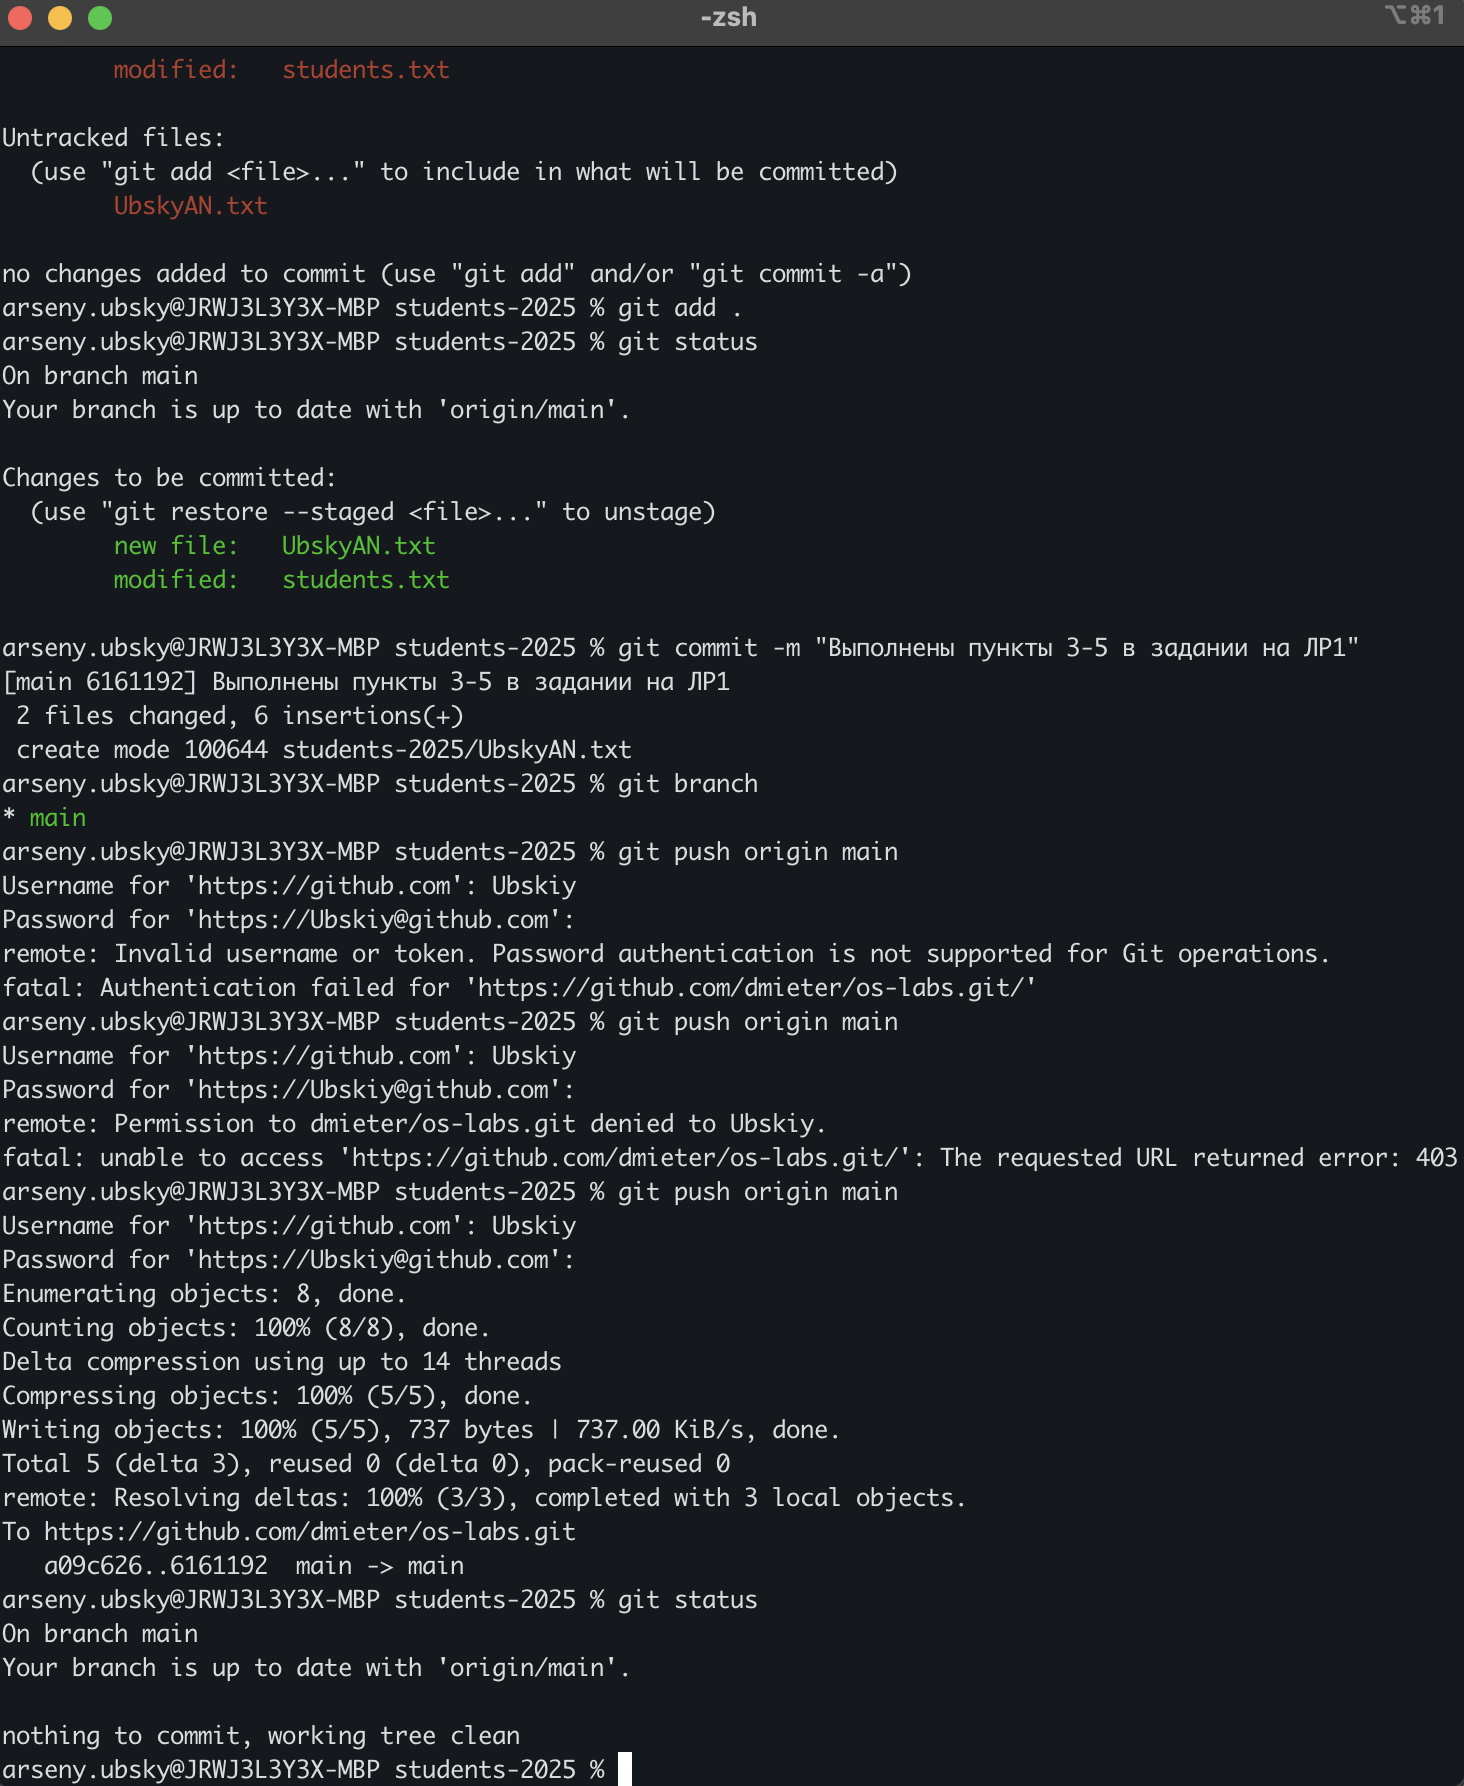 -zsh
⌥⌘1
modified:   students.txt
Untracked files:
(use "git add <file>..." to include in what will be committed)
UbskyAN.txt
no changes added to commit (use "git add" and/or "git commit -a")
arseny.ubsky@JRWJ3L3Y3X-MBP students-2025 % git add .
arseny.ubsky@JRWJ3L3Y3X-MBP students-2025 % git status
On branch main
Your branch is up to date with 'origin/main'.
Changes to be committed:
(use "git restore --staged <file>..." to unstage)
new file:   UbskyAN.txt
modified:   students.txt
arseny.ubsky@JRWJ3L3Y3X-MBP students-2025 % git commit -m "Выполнены пункты 3-5 в задании на ЛР1"
[main 6161192] Выполнены пункты 3-5 в задании на ЛР1
2 files changed, 6 insertions(+)
create mode 100644 students-2025/UbskyAN.txt
arseny.ubsky@JRWJ3L3Y3X-MBP students-2025 % git branch
* main
arseny.ubsky@JRWJ3L3Y3X-MBP students-2025 % git push origin main
Username for 'https://github.com': Ubskiy
Password for 'https://Ubskiy@github.com':
remote: Invalid username or token. Password authentication is not supported for Git operations.
fatal: Authentication failed for 'https://github.com/dmieter/os-labs.git/'
arseny.ubsky@JRWJ3L3Y3X-MBP students-2025 % git push origin main
Username for 'https://github.com': Ubskiy
Password for 'https://Ubskiy@github.com':
remote: Permission to dmieter/os-labs.git denied to Ubskiy.
fatal: unable to access 'https://github.com/dmieter/os-labs.git/': The requested URL returned error: 403
arseny.ubsky@JRWJ3L3Y3X-MBP students-2025 % git push origin main
Username for 'https://github.com': Ubskiy
Password for 'https://Ubskiy@github.com':
Enumerating objects: 8, done.
Counting objects: 100% (8/8), done.
Delta compression using up to 14 threads
Compressing objects: 100% (5/5), done.
Writing objects: 100% (5/5), 737 bytes | 737.00 KiB/s, done.
Total 5 (delta 3), reused 0 (delta 0), pack-reused 0
remote: Resolving deltas: 100% (3/3), completed with 3 local objects.
To https://github.com/dmieter/os-labs.git
a09c626..6161192  main -> main
arseny.ubsky@JRWJ3L3Y3X-MBP students-2025 % git status
On branch main
Your branch is up to date with 'origin/main'.
nothing to commit, working tree clean
arseny.ubsky@JRWJ3L3Y3X-MBP students-2025 %